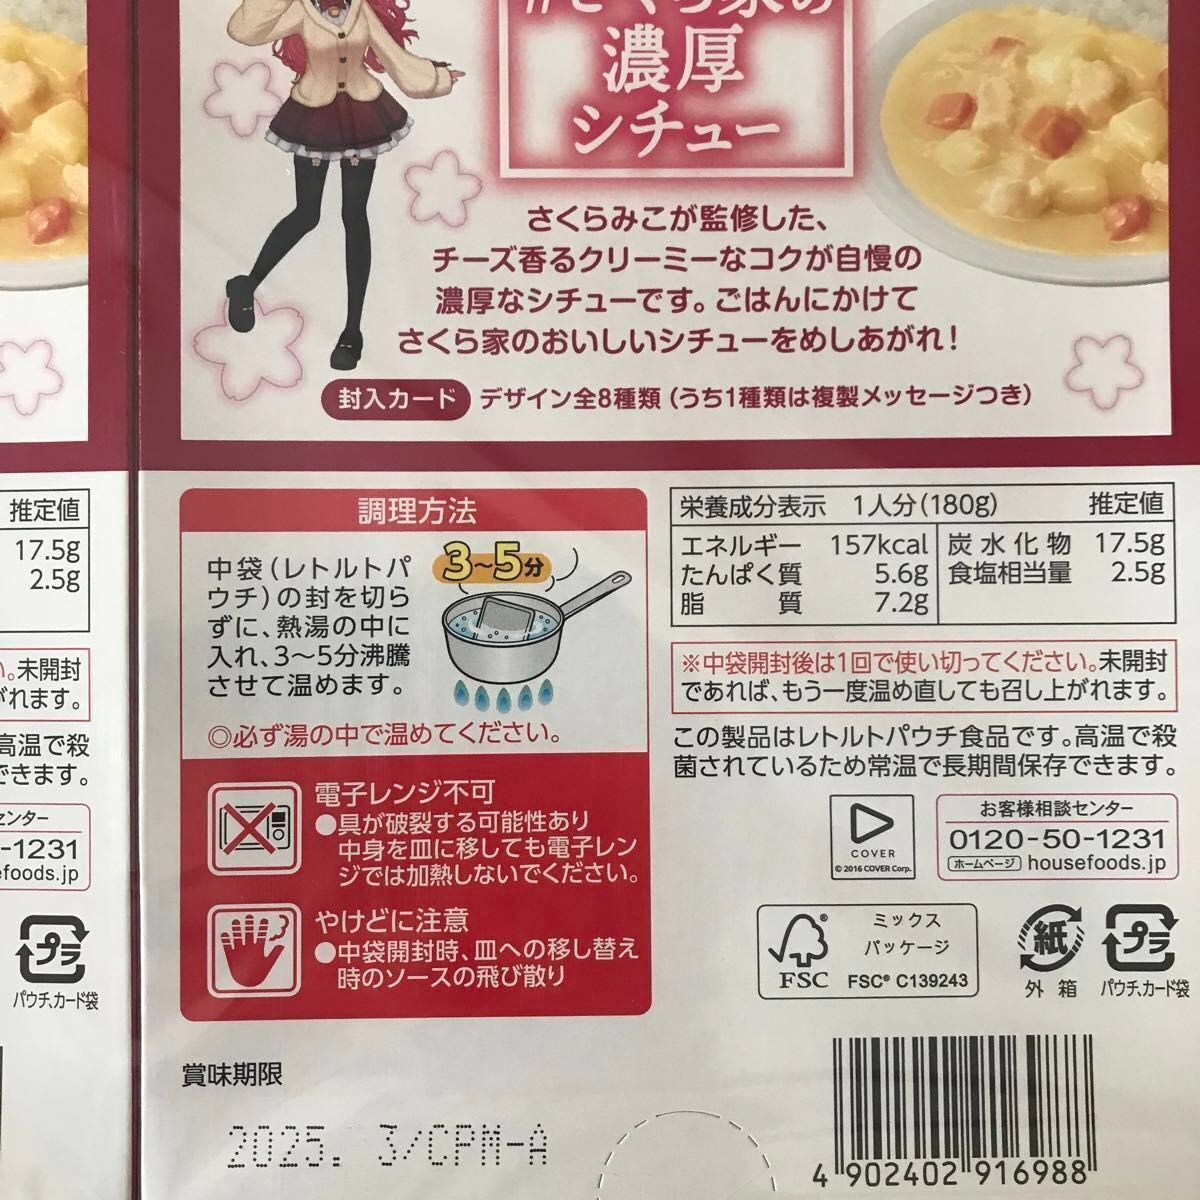 #さくら家の
濃厚
シチュー
さくらみこが監修した、
チーズ香るクリーミーなコクが自慢の
濃厚なシチューです。ごはんにかけて
さくら家のおいしいシチューをめしあがれ!
封入カード デザイン全8種類(うち1種類は複製メッセージつき)
調理方法
中袋(レトルトパ
ウチ)の封を切ら
ずに、熱湯の中に
入れ、3〜5分沸騰
させて温めます。
3〜5分
◎必ず湯の中で温めてください。
電子レンジ不可
●具が破裂する可能性あり
中身を皿に移しても電子レン
ジでは加熱しないでください。
やけどに注意
●中袋開封時、皿への移し替え
時のソースの飛び散り
賞味期限
2025. 3/CPM-A
栄養成分表示 1人分(180g) 推定値
エネルギー 157kcal 炭水化物 17.5g
たんぱく質 5.6g 食塩相当量 2.5g
脂質 7.2g
※中袋開封後は1回で使い切ってください。未開封
であれば、もう一度温め直しても召し上がれます。
この製品はレトルトパウチ食品です。高温で殺
菌されているため常温で長期間保存できます。
COVER
© 2016 COVER Corp.
お客様相談センター
0120-50-1231
ホームページ housefoods.jp
FSC
ミックス
パッケージ
FSC® C139243
紙
外箱
プラ
パウチ、カード袋
4 902402 916988
推定値
17.5g
2.5g
い。未開封
がれます。
高温で殺
できます。
センター
-1231
efoods.jp
プラ
パウチ、カード袋